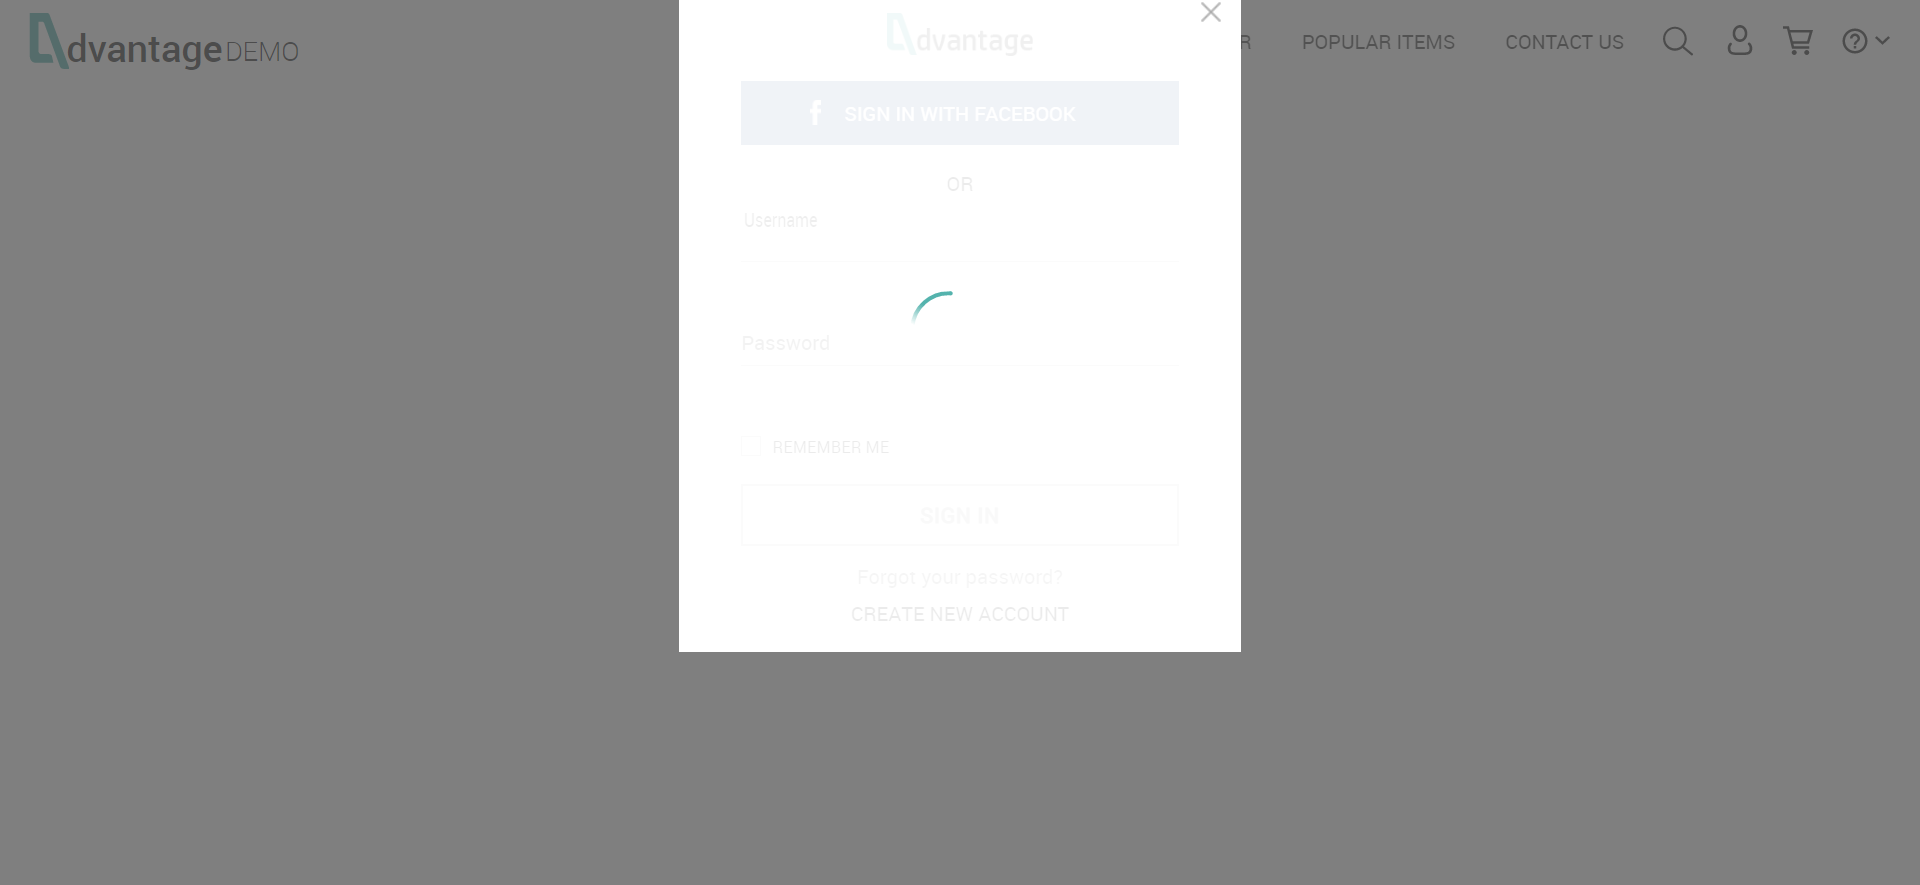 dvantage DEMO
R POPULAR ITEMS CONTACT US
dvantage
SIGN IN WITH FACEBOOK
OR
Username
Password
REMEMBER ME
SIGN IN
Forgot your password?
CREATE NEW ACCOUNT